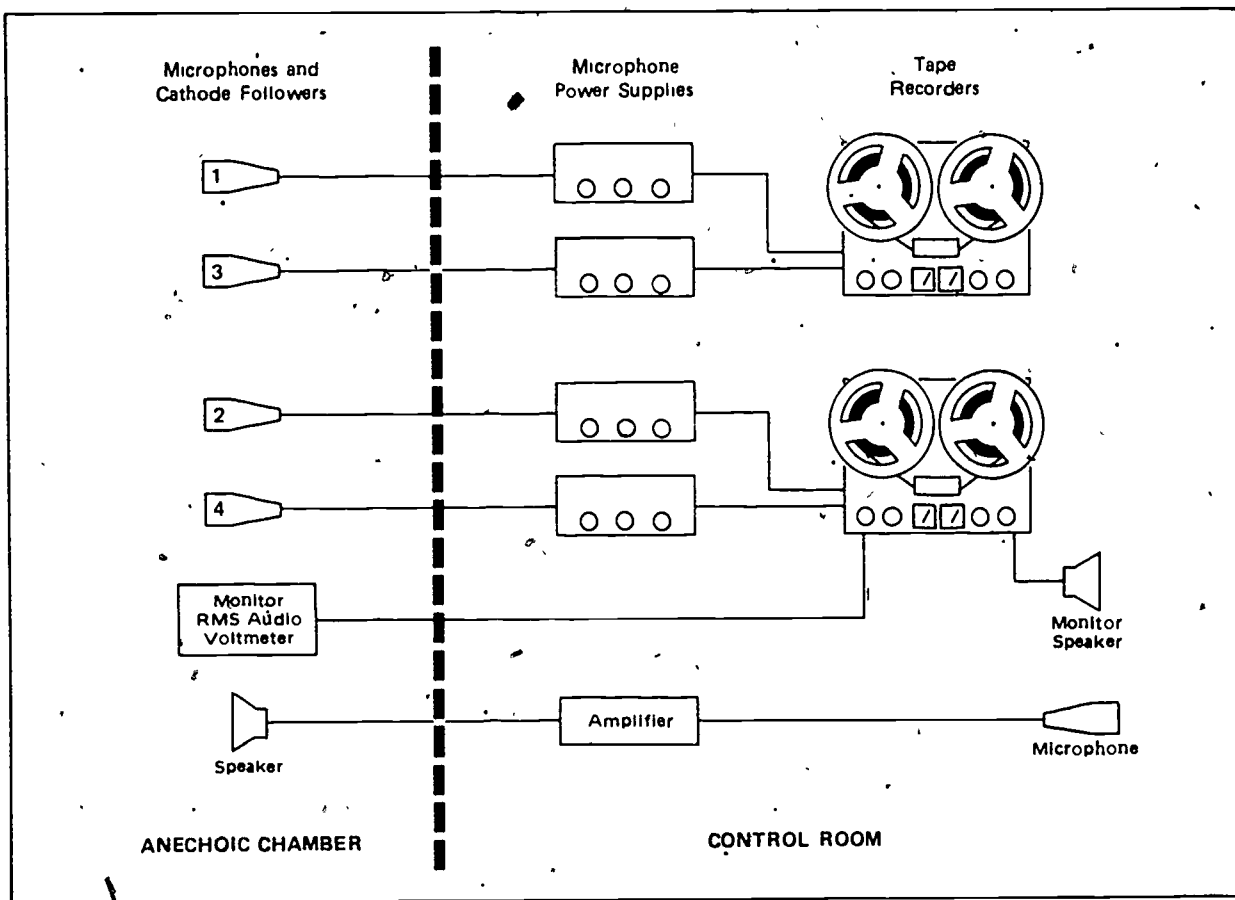 Microphones and
Cathode Followers
Microphone
Power Supplies
Tape
Recorders
1
3
2
4
Monitor
RMS Audio
Voltmeter
Monitor
Speaker
Amplifier
Speaker
Microphone
ANECHOIC CHAMBER
CONTROL ROOM